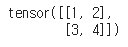 tensor([[1, 2],
        [3, 4]])